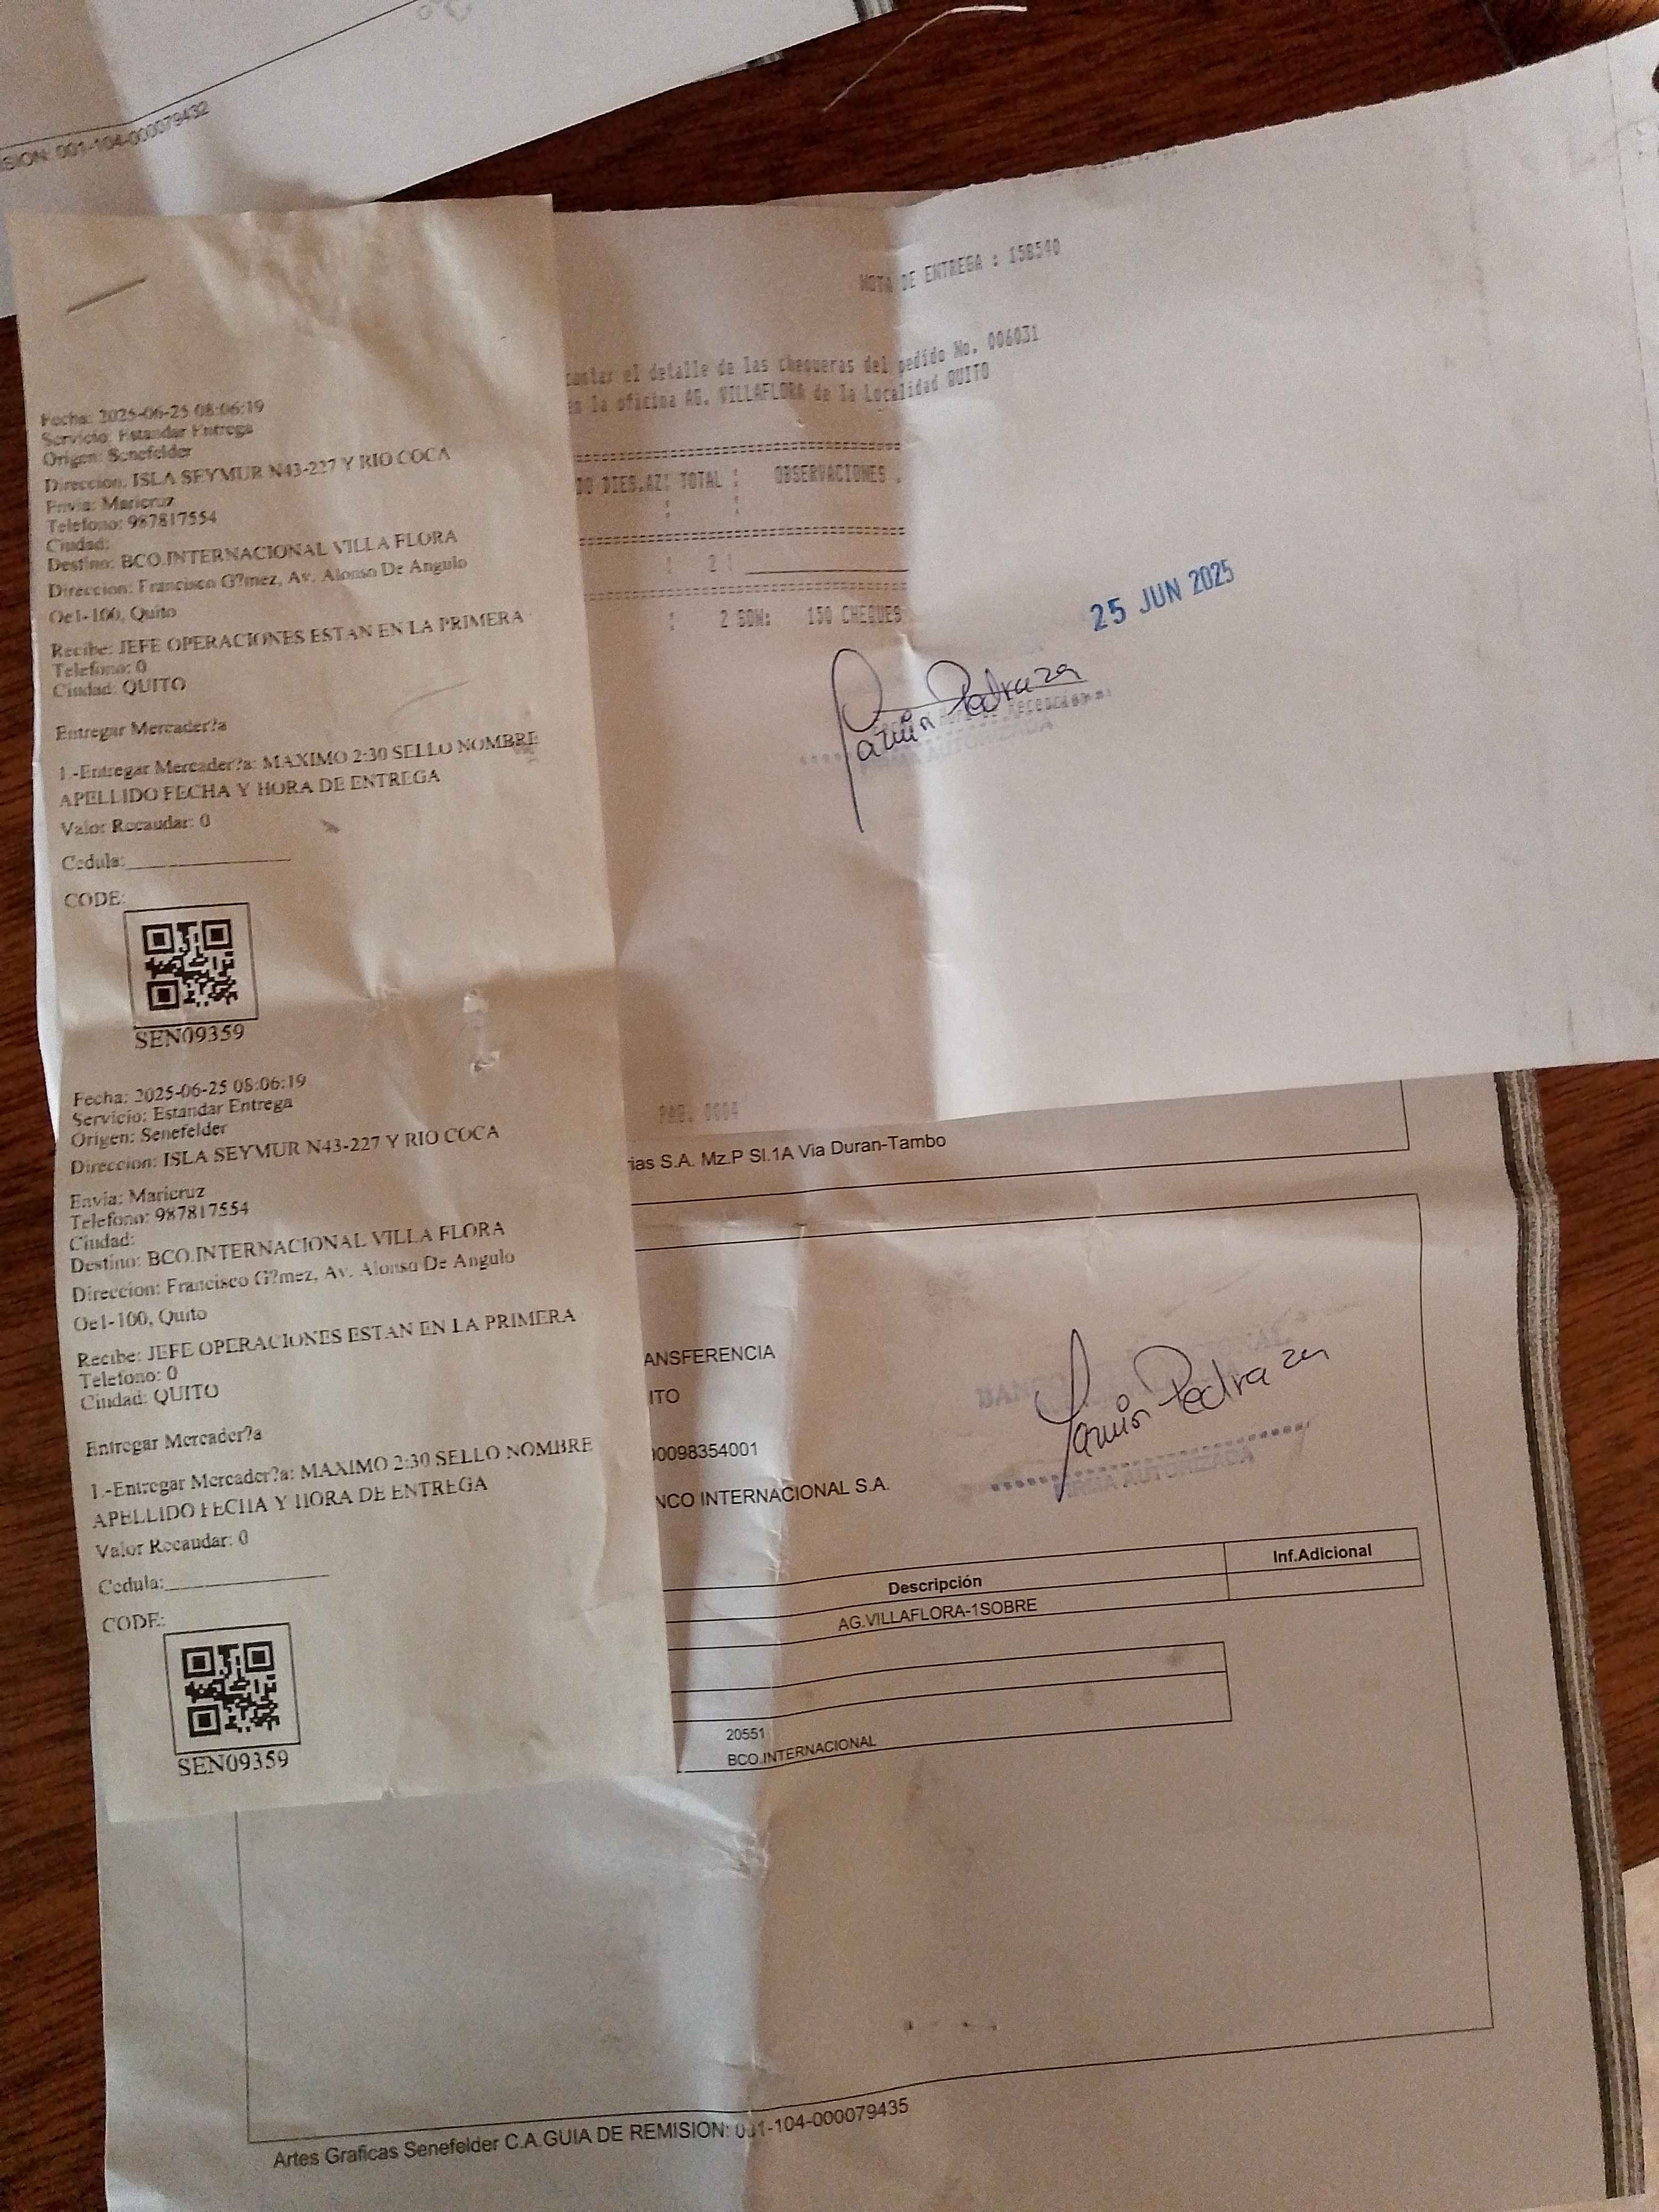 SION: 001-104-000079432
NOTA DE ENTREGA : 158540
contar el detalle de las chequeras del pedido No. 006031
en la oficina AG. VILLAFLORA de la Localidad QUITO
DO DIES.AZ: TOTAL : OBSERVACIONES
: 2 :
: 2 SON: 150 CHEQUES
25 JUN 2025
Pedraza
PAG. 0004
Fecha: 2025-06-25 08:06:19
Servicio: Estandar Entrega
Origen: Senefelder
Direccion: ISLA SEYMUR N43-227 Y RIO COCA
Envia: Maricruz
Telefono: 987817554
Ciudad:
Destino: BCO.INTERNACIONAL VILLA FLORA
Direccion: Francisco G?mez, Av. Alonso De Angulo
Oe1-100, Quito
Recibe: JEFE OPERACIONES ESTAN EN LA PRIMERA
Telefono: 0
Ciudad: QUITO
Entregar Mercader?a
1.-Entregar Mercader?a: MAXIMO 2:30 SELLO NOMBRE
APELLIDO FECHA Y HORA DE ENTREGA
Valor Recaudar: 0
Cedula:
CODE:
SEN09359
Fecha: 2025-06-25 08:06:19
Servicio: Estandar Entrega
Origen: Senefelder
Direccion: ISLA SEYMUR N43-227 Y RIO COCA
Envia: Maricruz
Telefono: 987817554
Ciudad:
Destino: BCO.INTERNACIONAL VILLA FLORA
Direccion: Francisco G?mez, Av. Alonso De Angulo
Oe1-100, Quito
Recibe: JEFE OPERACIONES ESTAN EN LA PRIMERA
Telefono: 0
Ciudad: QUITO
Entregar Mercader?a
1.-Entregar Mercader?a: MAXIMO 2:30 SELLO NOMBRE
APELLIDO FECHA Y HORA DE ENTREGA
Valor Recaudar: 0
Cedula:
CODE:
SEN09359
rias S.A. Mz.P Sl.1A Via Duran-Tambo
ANSFERENCIA
ITO
00098354001
NCO INTERNACIONAL S.A.
Pedraza
FIRMA AUTORIZADA
Descripción Inf.Adicional
AG.VILLAFLORA-1SOBRE
20551
BCO.INTERNACIONAL
Artes Graficas Senefelder C.A.GUIA DE REMISION: 001-104-000079435